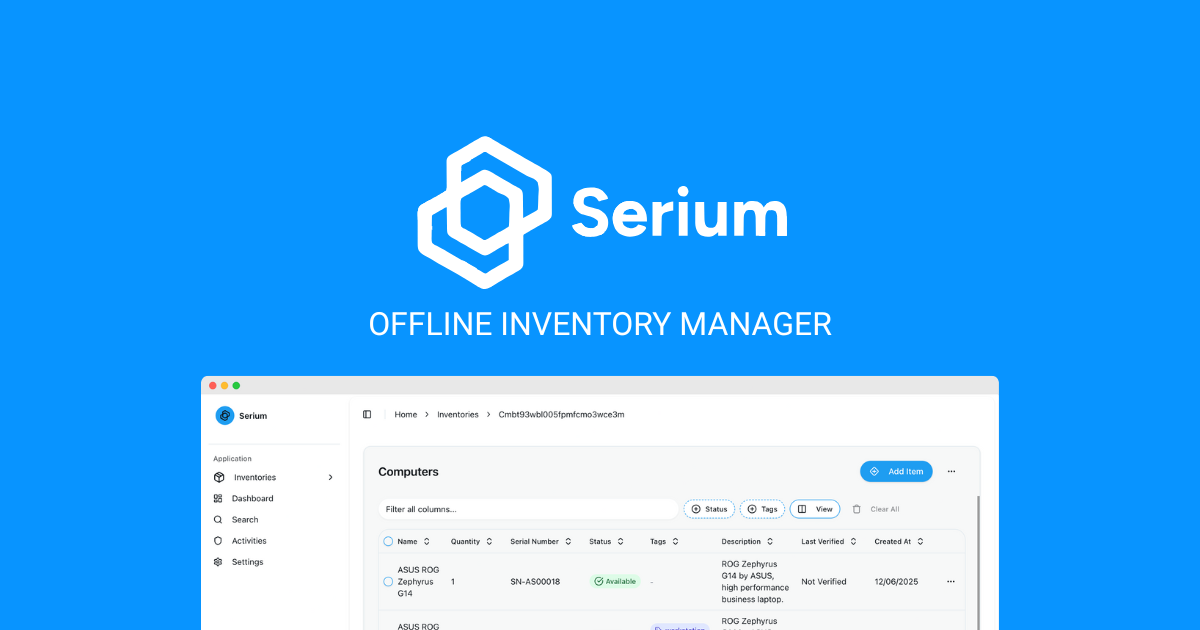 Serium
OFFLINE INVENTORY MANAGER
Serium
Home > Inventories > Cmbt93wbl005fpmfcmo3wce3m
Application
Inventories
Dashboard
Search
Activities
Settings
Computers
Add Item
Filter all columns...
Status
Tags
View
Clear All
Name Quantity Serial Number Status Tags Description Last Verified Created At
ASUS ROG
Zephyrus
G14
1
SN-AS00018
Available
-
ROG Zephyrus
G14 by ASUS,
high performance
business laptop.
Not Verified
12/06/2025
ASUS ROG
ROG Zephyrus